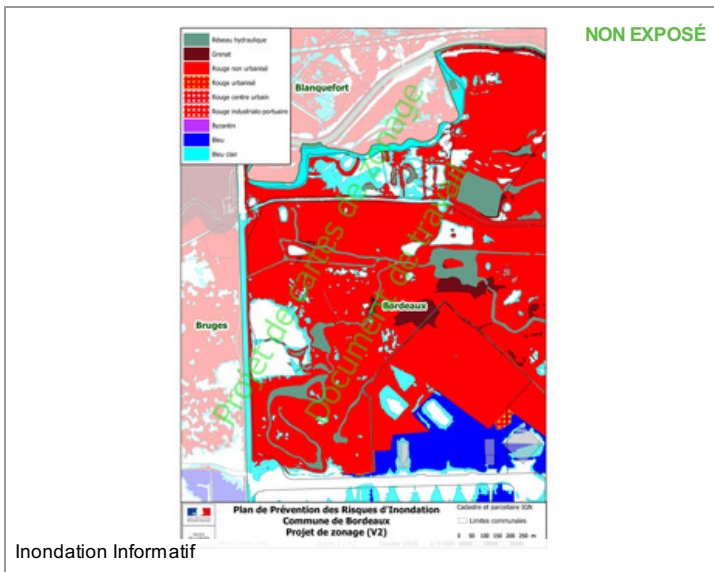 NON EXPOSÉ
Réseau hydraulique
Grenat
Rouge non urbanisé
Rouge urbanisé
Rouge centre urbain
Rouge industrialo-portuaire
Byzantin
Bleu
Bleu clair
Blanquefort
Projet de cartes de zonage
Document de travail
Bordeaux
Bruges
Plan de Prévention des Risques d'Inondation
Commune de Bordeaux
Projet de zonage (V2)
Cadastre et parcellaire IGN
Limites communales
0 50 100 150 200 250 m
Inondation Informatif